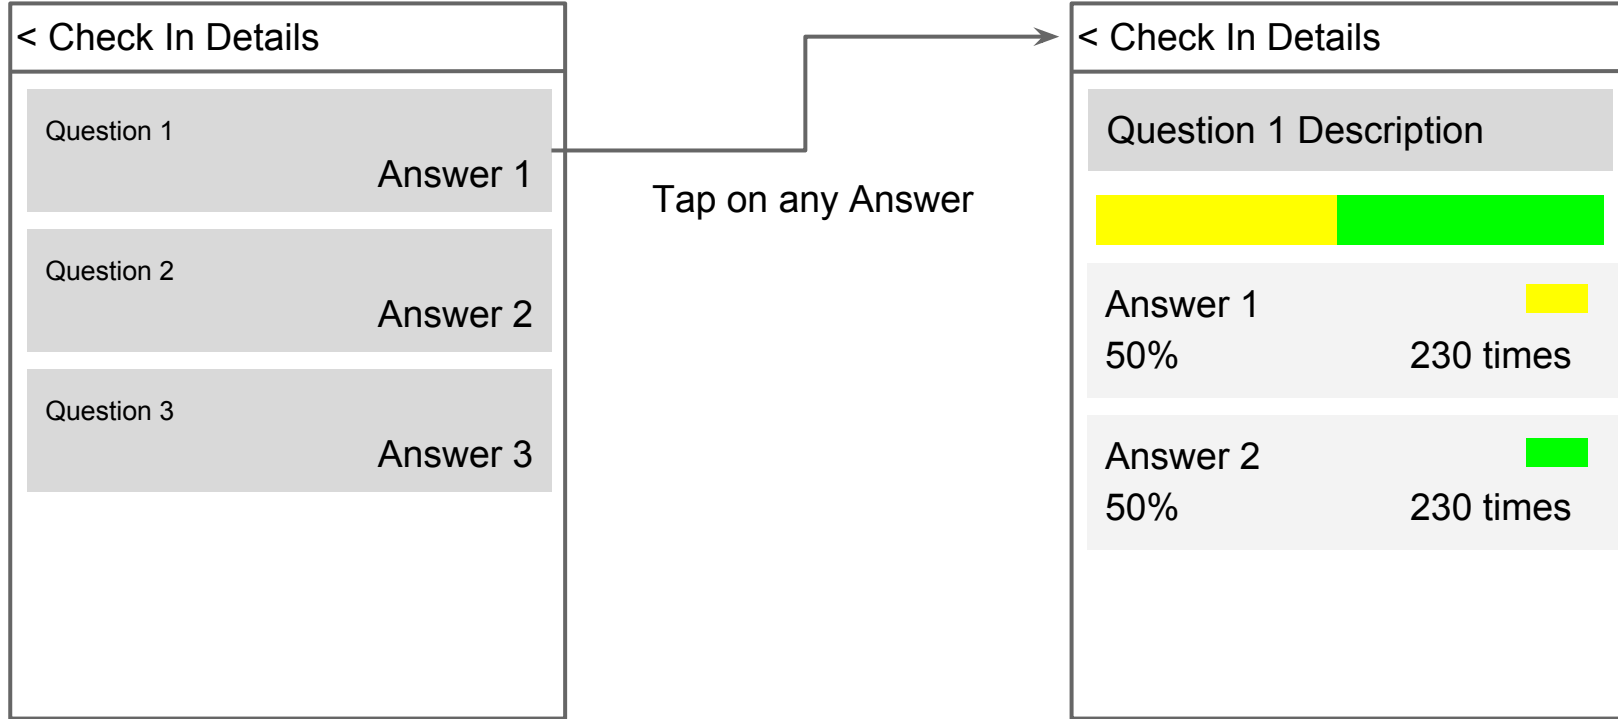 < Check In Details
Question 1
Answer 1
Question 2
Answer 2
Question 3
Answer 3
Tap on any Answer
< Check In Details
Question 1 Description
Answer 1
50% 230 times
Answer 2
50% 230 times